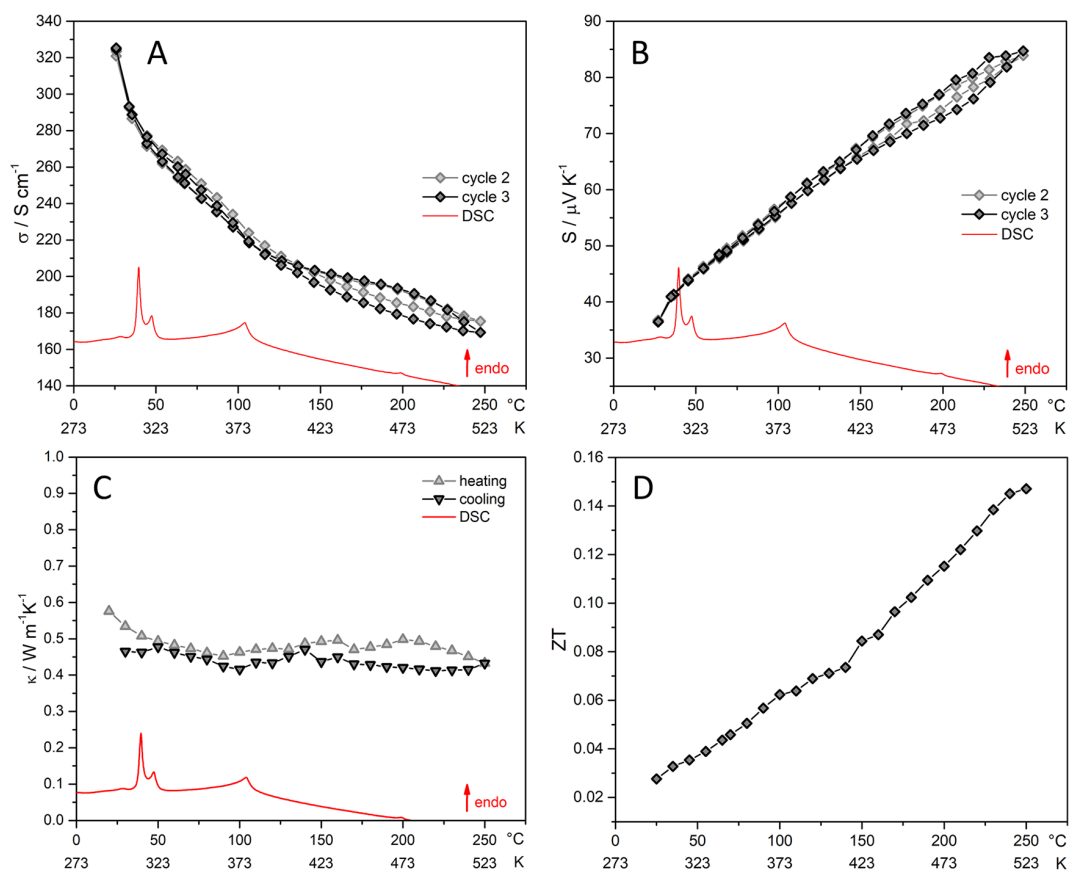 A
σ / S cm⁻¹
340
320
300
280
260
240
220
200
180
160
140
cycle 2
cycle 3
DSC
endo
0 50 100 150 200 250 °C
273 323 373 423 473 523 K
B
S / μV K⁻¹
90
80
70
60
50
40
30
cycle 2
cycle 3
DSC
endo
0 50 100 150 200 250 °C
273 323 373 423 473 523 K
C
κ / W m⁻¹K⁻¹
1.0
0.9
0.8
0.7
0.6
0.5
0.4
0.3
0.2
0.1
0.0
heating
cooling
DSC
endo
0 50 100 150 200 250 °C
273 323 373 423 473 523 K
D
ZT
0.16
0.14
0.12
0.10
0.08
0.06
0.04
0.02
0 50 100 150 200 250 °C
273 323 373 423 473 523 K